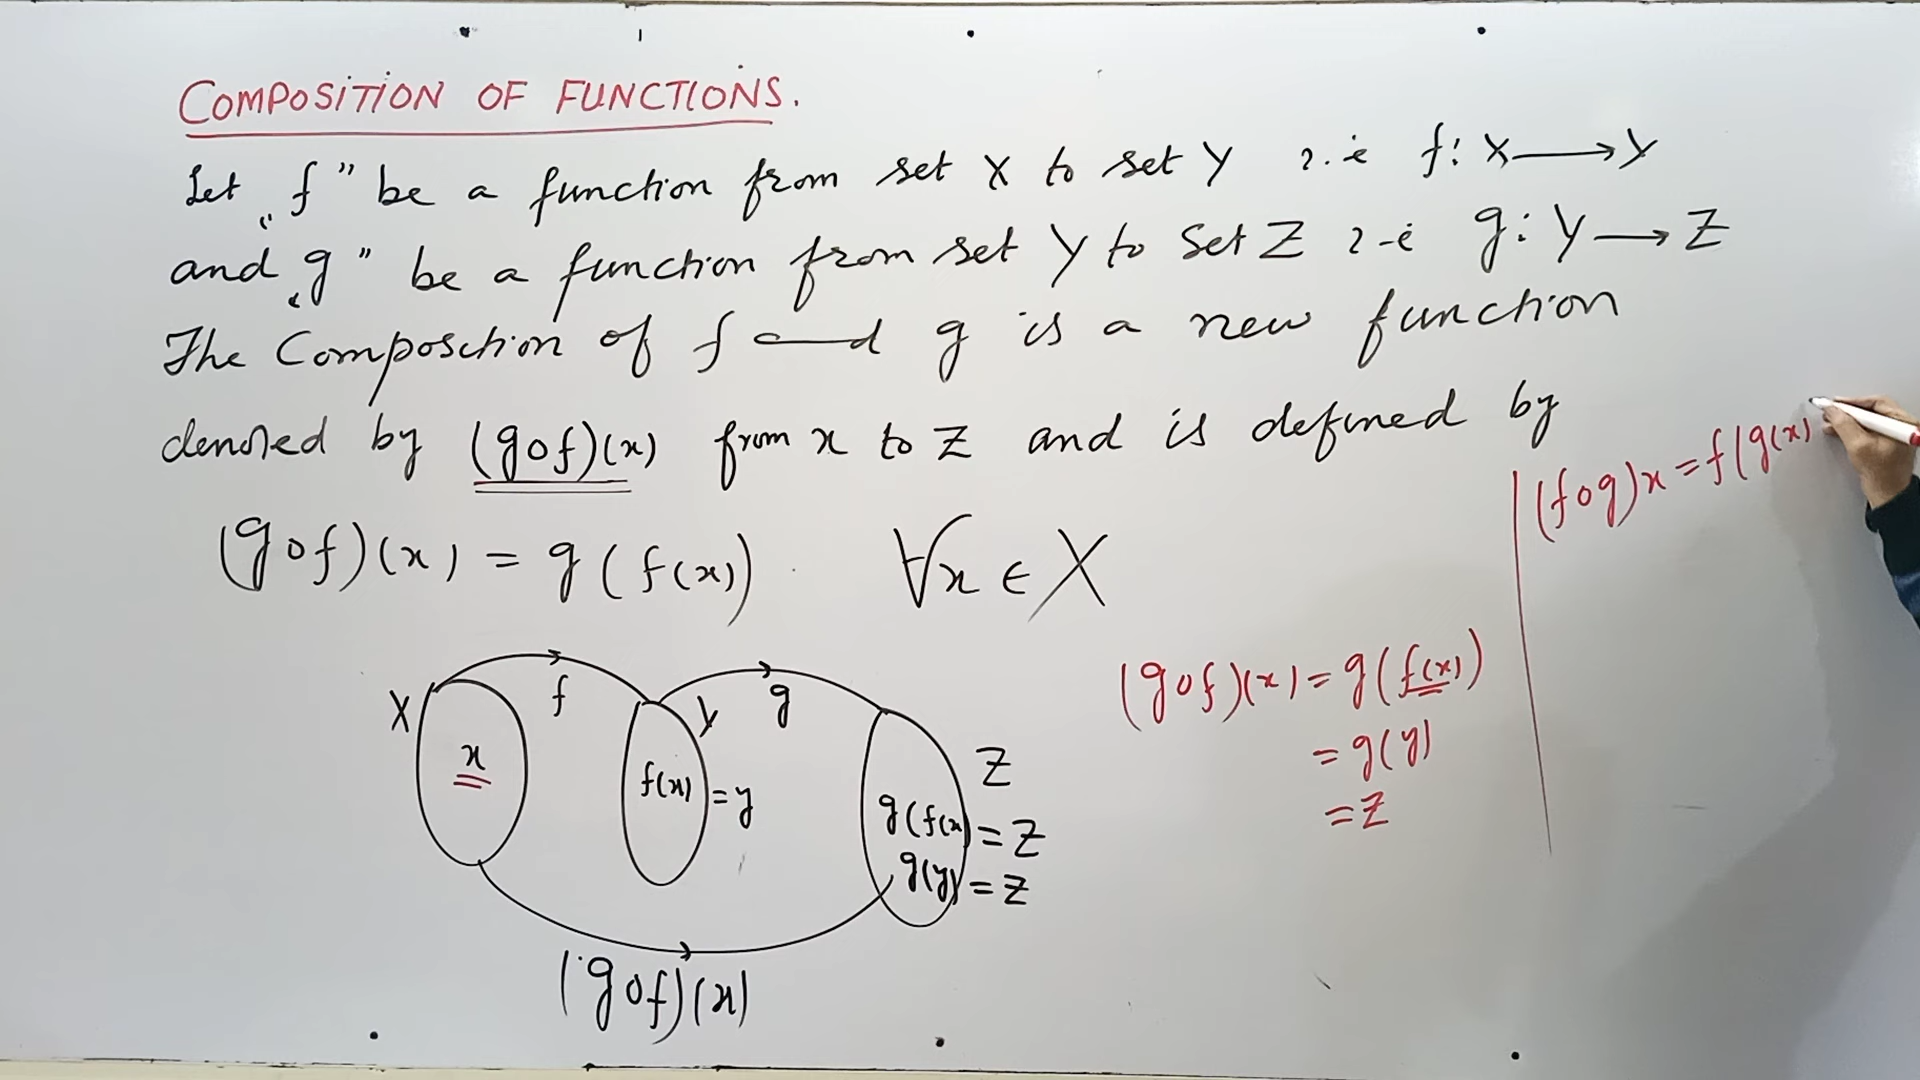 COMPOSITION OF FUNCTIONS.
Let "f" be a function from set X to set Y i.e f: X → Y
and "g" be a function from set Y to Set Z i.e g: Y → Z
The Composition of f and g is a new function
denoted by (gof)(x) from x to Z and is defined by
(gof)(x) = g(f(x)) ∀x ∈ X
(fog)x = f(g(x)
X f Y g Z
x
f(x) = y
g(f(x) = Z
g(y) = Z
(gof)(x)
(gof)(x) = g(f(x))
= g(y)
= Z